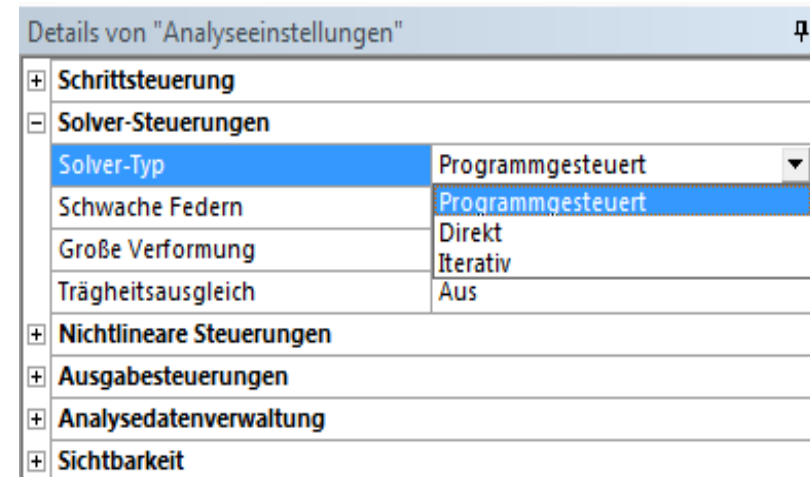 Details von "Analyseeinstellungen"
Schrittsteuerung
Solver-Steuerungen
Solver-Typ Programmgesteuert
Schwache Federn Programmgesteuert
Große Verformung Direkt
Iterativ
Trägheitsausgleich Aus
Nichtlineare Steuerungen
Ausgabesteuerungen
Analysedatenverwaltung
Sichtbarkeit